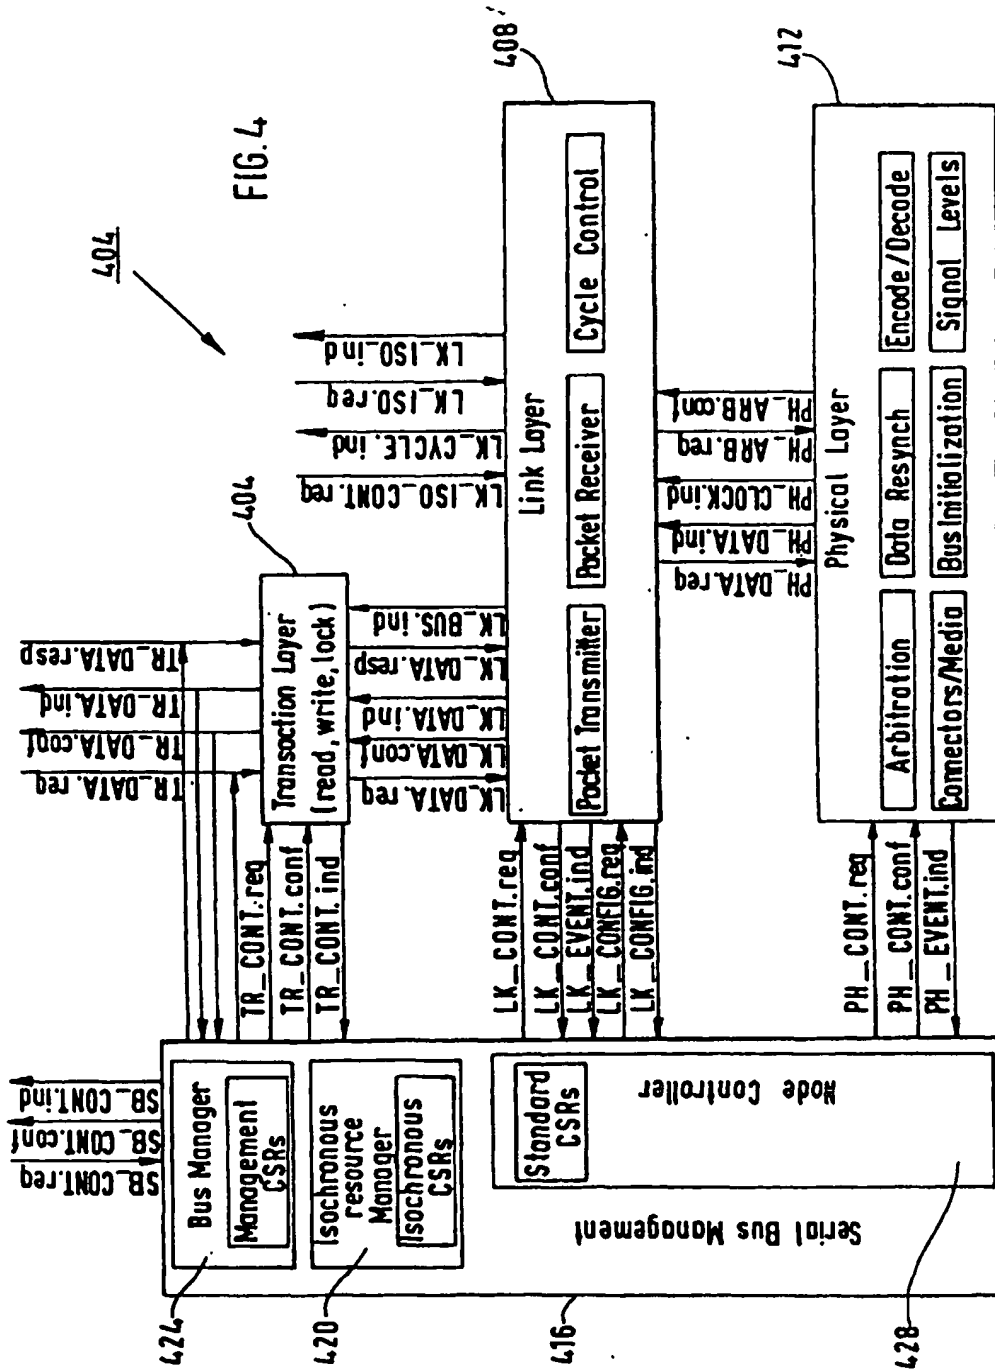 FIG. 4
404
SB_CONT.req
SB_CONT.conf
SB_CONT.ind
TR_DATA.req
TR_DATA.conf
TR_DATA.ind
TR_DATA.resp
424
Bus Manager
Management
CSRs
420
Isochronous
resource
Manager
Isochronous
CSRs
416
Serial Bus Management
Standard
CSRs
Node Controller
428
TR_CONT.req
TR_CONT.conf
TR_CONT.ind
404
Transaction Layer
(read, write, lock)
LK_DATA.req
LK_DATA.conf
LK_DATA.ind
LK_DATA.resp
LK_BUS.ind
LK_ISO_CONT.req
LK_CYCLE.ind
LK_ISO.req
LK_ISO_ind
LK_CONT.req
LK_CONT.conf
LK_EVENT.ind
LK_CONFIG.req
LK_CONFIG.ind
408
Link Layer
Packet Transmitter
Packet Receiver
Cycle Control
PH_DATA.req
PH_DATA.ind
PH_CLOCK.ind
PH_ARB.req
PH_ARB.conf
PH_CONT.req
PH_CONT.conf
PH_EVENT.ind
412
Physical Layer
Arbitration
Data Resynch
Encode/Decode
Connectors/Media
Bus Initialization
Signal Levels